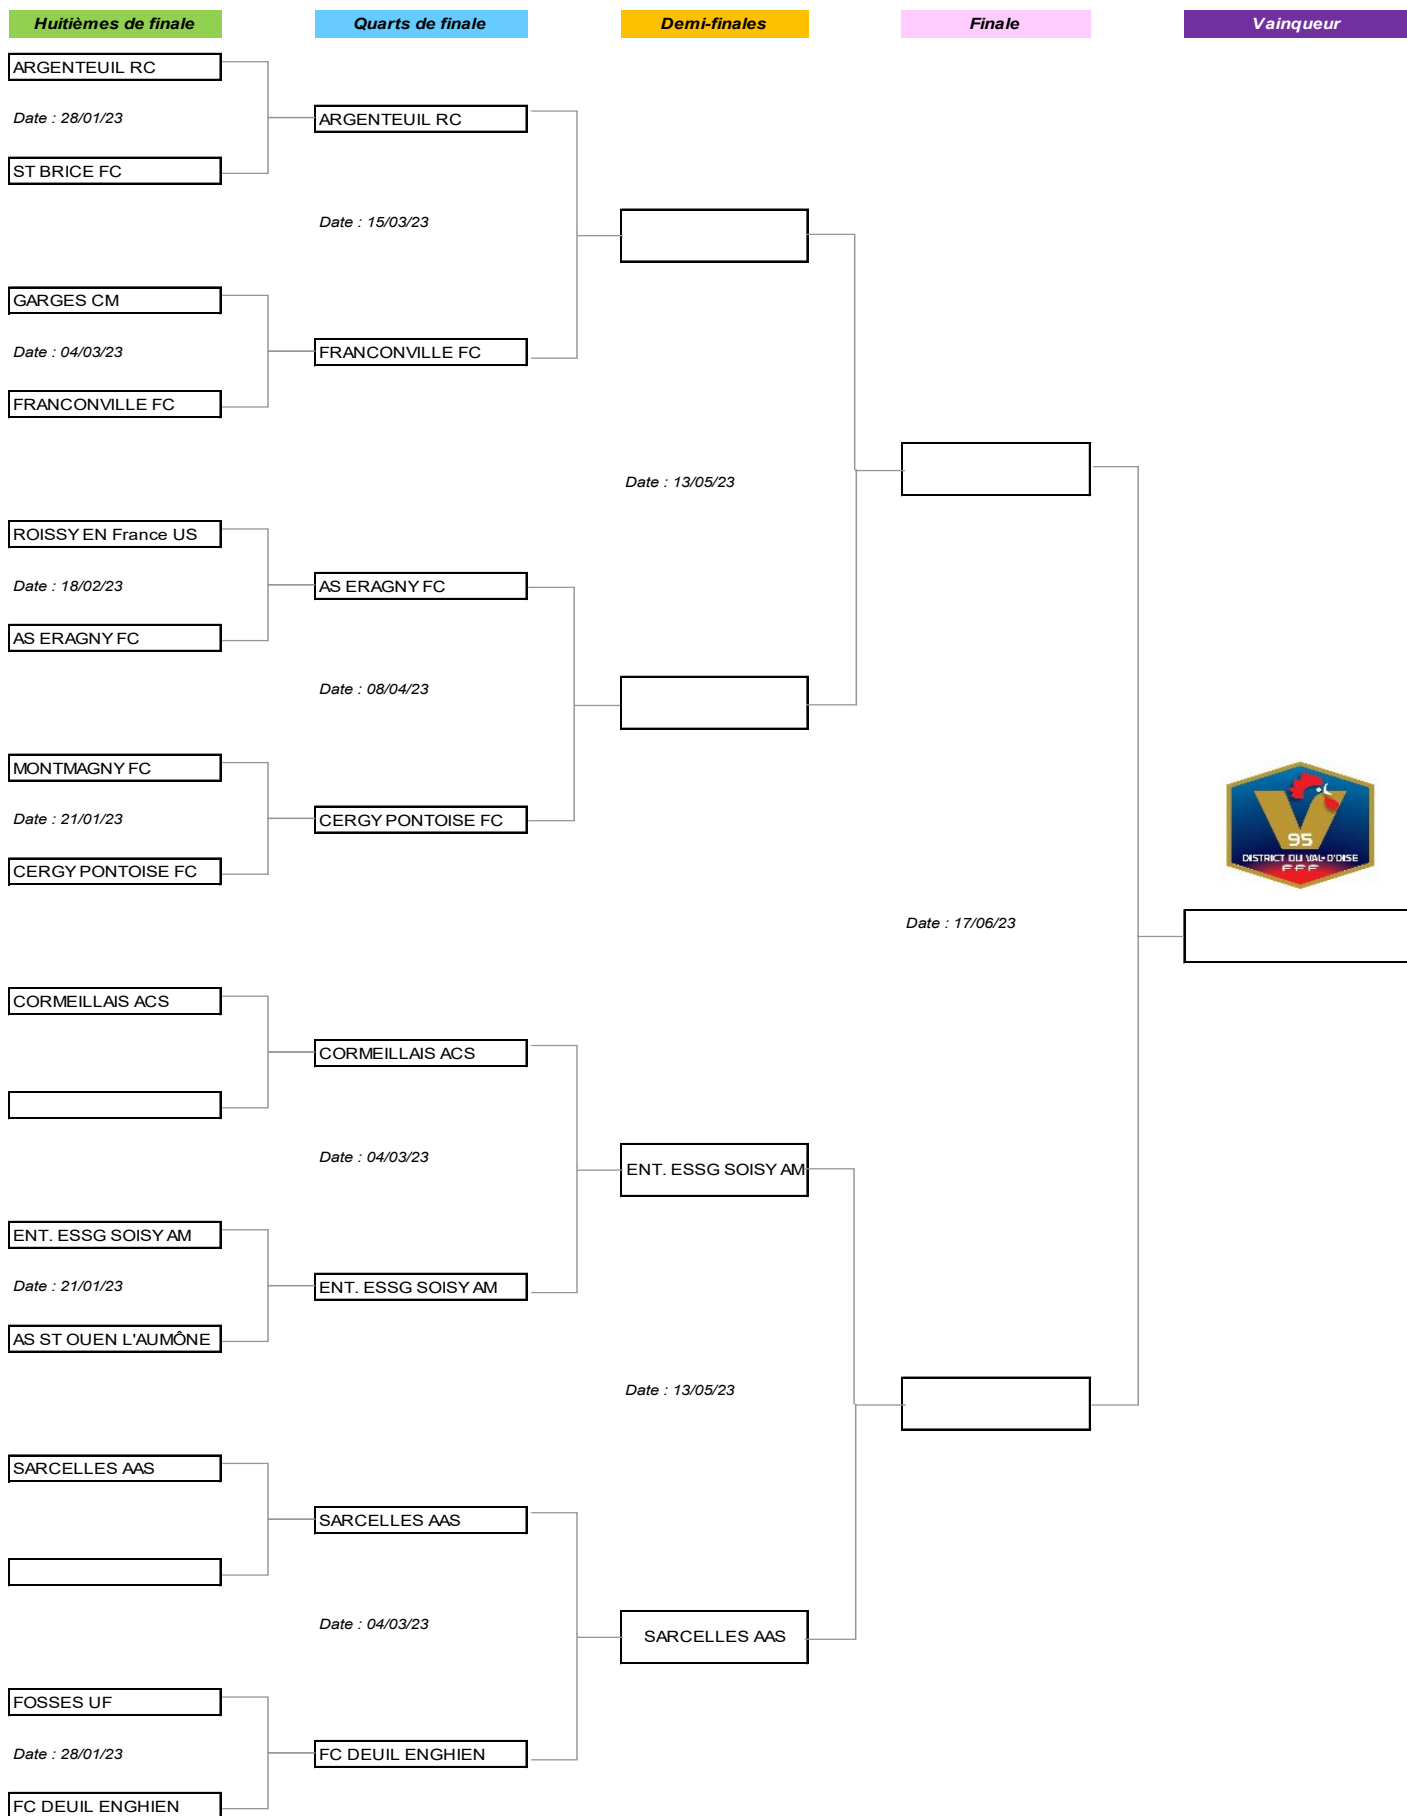 Huitièmes de finale
Quarts de finale
Demi-finales
Finale
Vainqueur
ARGENTEUIL RC
Date : 28/01/23
ARGENTEUIL RC
ST BRICE FC
Date : 15/03/23
GARGES CM
Date : 04/03/23
FRANCONVILLE FC
FRANCONVILLE FC
Date : 13/05/23
ROISSY EN France US
Date : 18/02/23
AS ERAGNY FC
AS ERAGNY FC
Date : 08/04/23
MONTMAGNY FC
Date : 21/01/23
CERGY PONTOISE FC
CERGY PONTOISE FC
V
95
DISTRICT DU VAL-D'OISE
FFF
Date : 17/06/23
CORMEILLAIS ACS
CORMEILLAIS ACS
Date : 04/03/23
ENT. ESSG SOISY AM
ENT. ESSG SOISY AM
Date : 21/01/23
ENT. ESSG SOISY AM
AS ST OUEN L'AUMÔNE
Date : 13/05/23
SARCELLES AAS
SARCELLES AAS
Date : 04/03/23
SARCELLES AAS
FOSSES UF
Date : 28/01/23
FC DEUIL ENGHIEN
FC DEUIL ENGHIEN